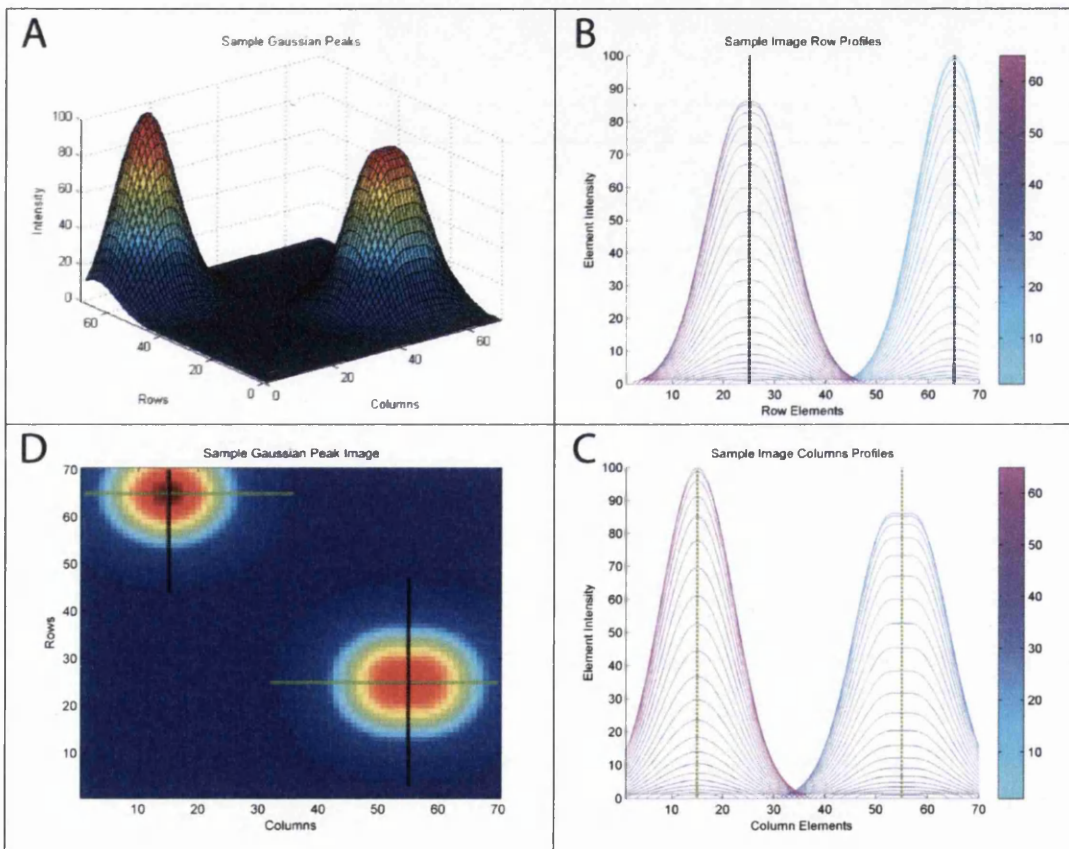 A
Sample Gaussian Peaks
100
80
60
40
20
0
Intensity
60
40
20
0
Rows
0
20
40
60
Columns
B
Sample Image Row Profiles
100
90
80
70
60
50
40
30
20
10
0
Element Intensity
10 20 30 40 50 60 70
Row Elements
60
50
40
30
20
10
D
Sample Gaussian Peak Image
70
60
50
40
30
20
10
Rows
10 20 30 40 50 60 70
Columns
C
Sample Image Columns Profiles
100
90
80
70
60
50
40
30
20
10
0
Element Intensity
10 20 30 40 50 60 70
Column Elements
60
50
40
30
20
10